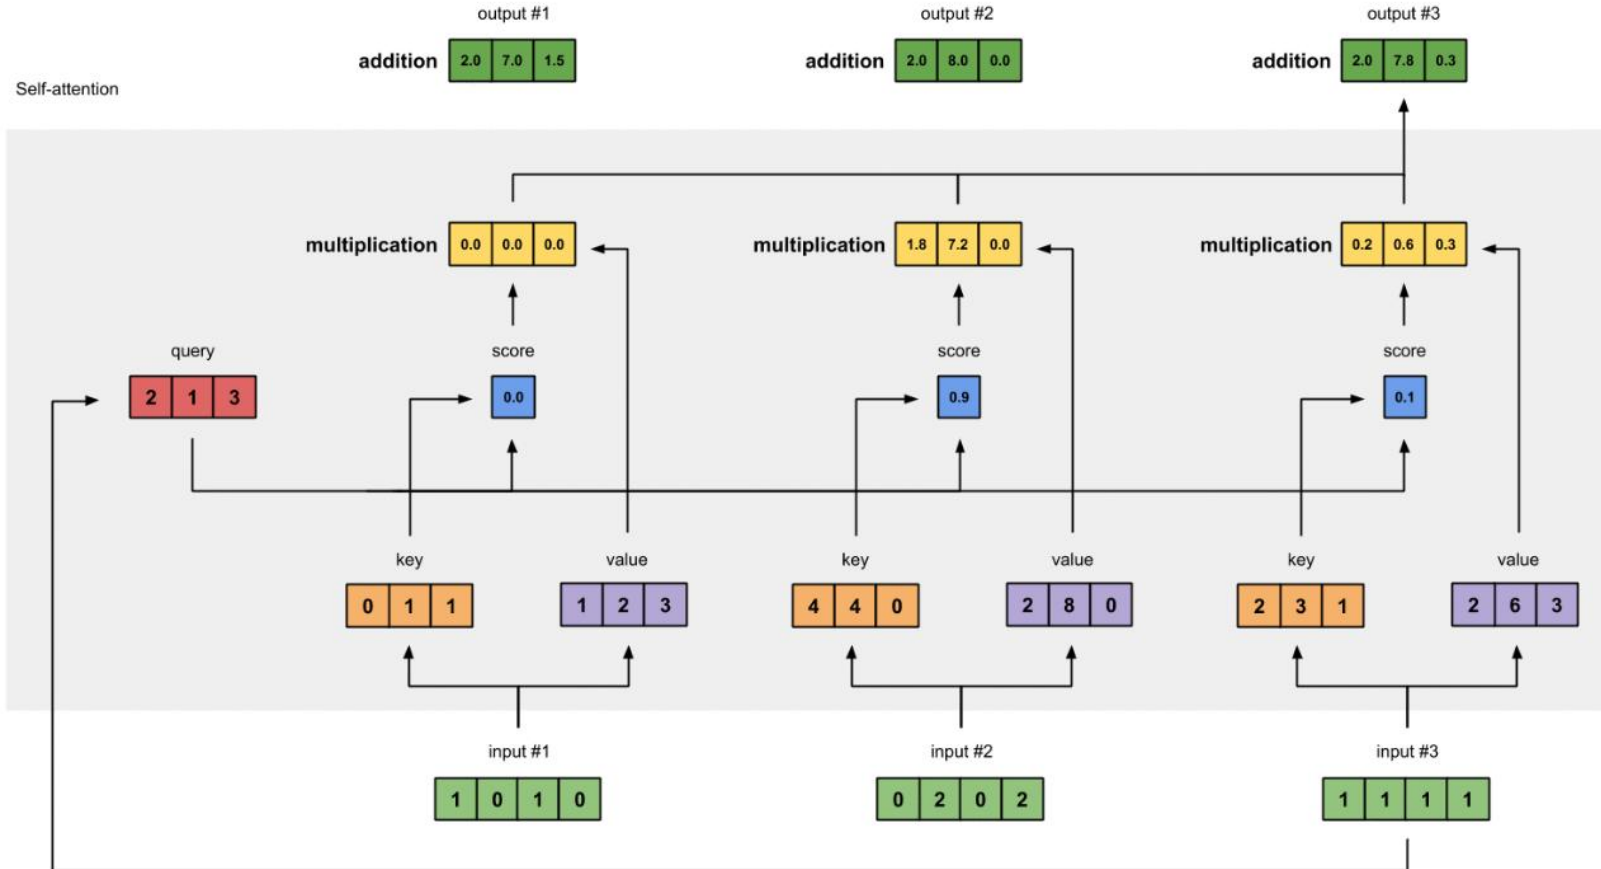 output #1 output #2 output #3
addition 2.0 7.0 1.5 addition 2.0 8.0 0.0 addition 2.0 7.8 0.3
Self-attention
multiplication 0.0 0.0 0.0 multiplication 1.8 7.2 0.0 multiplication 0.2 0.6 0.3
query score score score
2 1 3 0.0 0.9 0.1
key value key value key value
0 1 1 1 2 3 4 4 0 2 8 0 2 3 1 2 6 3
input #1 input #2 input #3
1 0 1 0 0 2 0 2 1 1 1 1